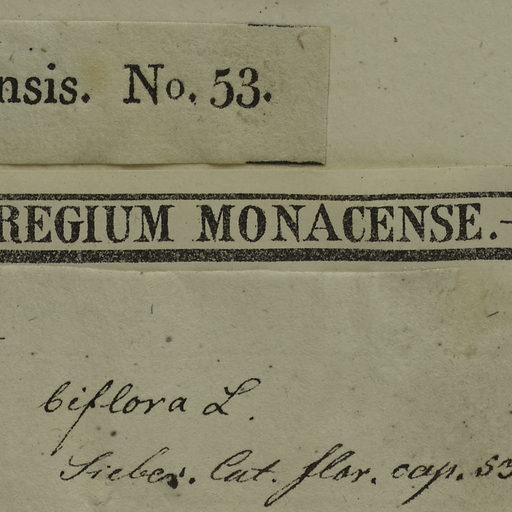 nsis. No. 53.
REGIUM MONACENSE.—
biflora L.
Sieber. Cat. flor. cap. 53